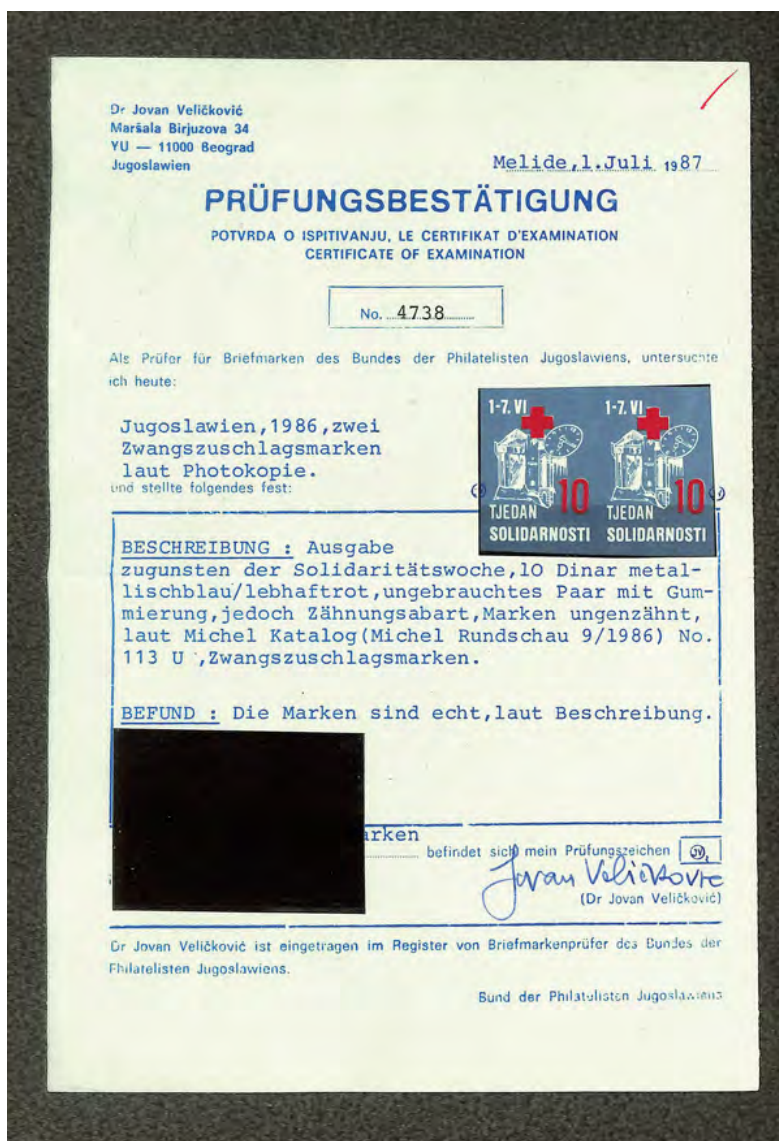 Dr Jovan Veličković
Maršala Birjuzova 34
YU — 11000 Beograd
Jugoslawien
Melide, 1. Juli 1987
PRÜFUNGSBESTÄTIGUNG
POTVRDA O ISPITIVANJU, LE CERTIFIKAT D'EXAMINATION
CERTIFICATE OF EXAMINATION
No. 4738
Als Prüfer für Briefmarken des Bundes der Philatelisten Jugoslawiens, untersuchte
ich heute:
Jugoslawien,1986,zwei
Zwangszuschlagsmarken
laut Photokopie.
und stellte folgendes fest:
1-7. VI 1-7. VI
10 10
TJEDAN TJEDAN
SOLIDARNOSTI SOLIDARNOSTI
BESCHREIBUNG : Ausgabe
zugunsten der Solidaritätswoche,10 Dinar metal-
lischblau/lebhaftrot,ungebrauchtes Paar mit Gum-
mierung,jedoch Zähnungsabart,Marken ungenzähnt,
laut Michel Katalog(Michel Rundschau 9/1986) No.
113 U ,Zwangszuschlagsmarken.
BEFUND : Die Marken sind echt,laut Beschreibung.
befindet sich mein Prüfungszeichen JV
Jovan Veličković
(Dr Jovan Veličković)
Dr Jovan Veličković ist eingetragen im Register von Briefmarkenprüfer des Bundes der
Philatelisten Jugoslawiens.
Bund der Philatelisten Jugoslawiens